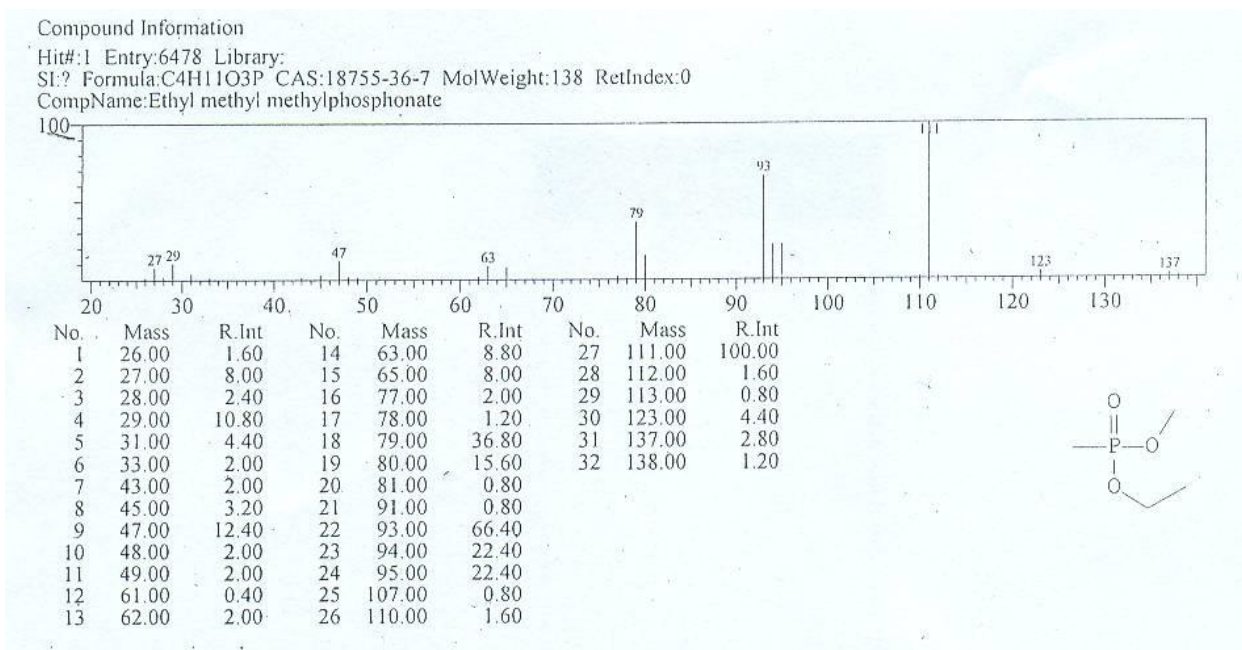 Compound Information
Hit#:1 Entry:6478 Library:
SI:? Formula:C4H11O3P CAS:18755-36-7 MolWeight:138 RetIndex:0
CompName:Ethyl methyl methylphosphonate
100
111
93
79
27 29 47 63 123 137
20 30 40 50 60 70 80 90 100 110 120 130
No. Mass R.Int No. Mass R.Int No. Mass R.Int
1 26.00 1.60 14 63.00 8.80 27 111.00 100.00
2 27.00 8.00 15 65.00 8.00 28 112.00 1.60
3 28.00 2.40 16 77.00 2.00 29 113.00 0.80
4 29.00 10.80 17 78.00 1.20 30 123.00 4.40
5 31.00 4.40 18 79.00 36.80 31 137.00 2.80
6 33.00 2.00 19 80.00 15.60 32 138.00 1.20
7 43.00 2.00 20 81.00 0.80
8 45.00 3.20 21 91.00 0.80
9 47.00 12.40 22 93.00 66.40
10 48.00 2.00 23 94.00 22.40
11 49.00 2.00 24 95.00 22.40
12 61.00 0.40 25 107.00 0.80
13 62.00 2.00 26 110.00 1.60
O
P O
O